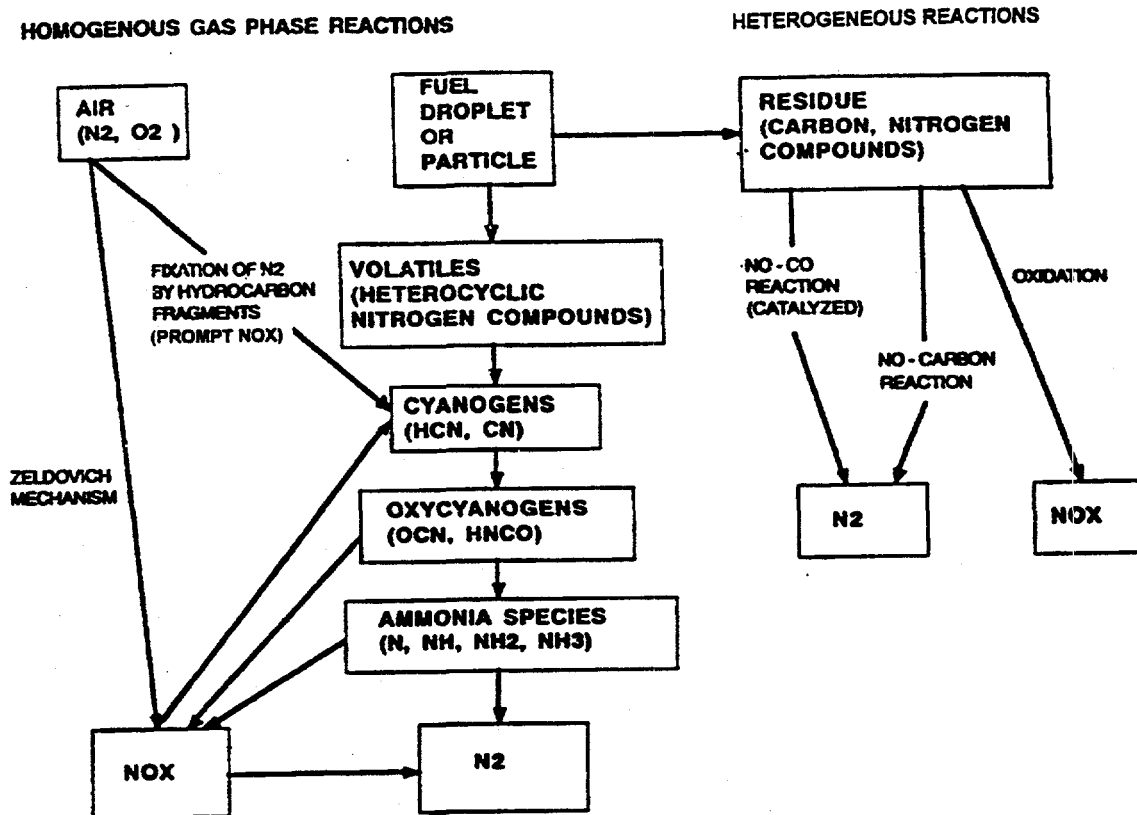 HOMOGENOUS GAS PHASE REACTIONS
HETEROGENEOUS REACTIONS
AIR
(N2, O2 )
FUEL
DROPLET
OR
PARTICLE
RESIDUE
(CARBON, NITROGEN
COMPOUNDS)
FIXATION OF N2
BY HYDROCARBON
FRAGMENTS
(PROMPT NOX)
VOLATILES
(HETEROCYCLIC
NITROGEN COMPOUNDS)
NO - CO
REACTION
(CATALYZED)
OXIDATION
NO - CARBON
REACTION
CYANOGENS
(HCN, CN)
ZELDOVICH
MECHANISM
OXYCYANOGENS
(OCN, HNCO)
N2
NOX
AMMONIA SPECIES
(N, NH, NH2, NH3)
NOX
N2